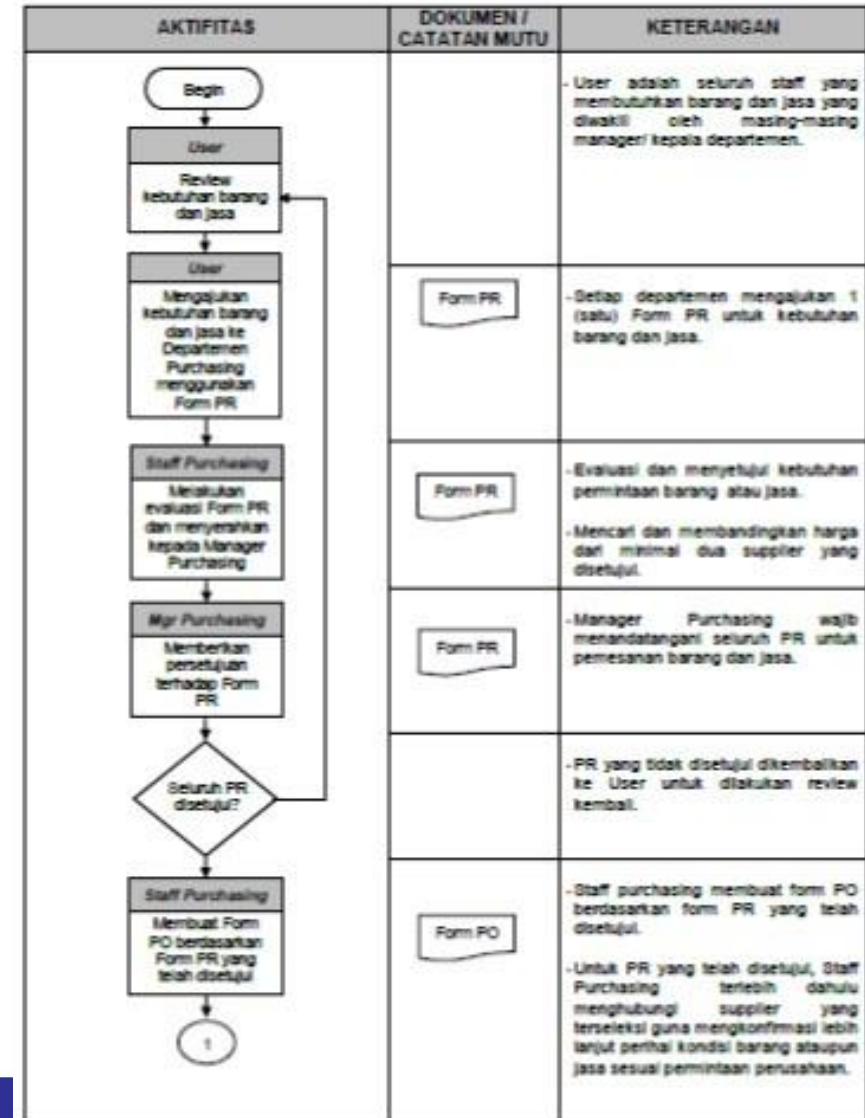 AKTIFITAS
DOKUMEN /
CATATAN MUTU
KETERANGAN
Begin
User
Review
kebutuhan barang
dan jasa
- User adalah seluruh staff yang
membutuhkan barang dan jasa yang
diwakili oleh masing-masing
manager/ kepala departemen.
User
Mengajukan
kebutuhan barang
dan jasa ke
Departemen
Purchasing
menggunakan
Form PR
Form PR
- Setiap departemen mengajukan 1
(satu) Form PR untuk kebutuhan
barang dan jasa.
Staff Purchasing
Melakukan
evaluasi Form PR
dan menyerahkan
kepada Manager
Purchasing
Form PR
- Evaluasi dan menyetujui kebutuhan
permintaan barang atau jasa.
- Mencari dan membandingkan harga
dari minimal dua supplier yang
disetujui.
Mgr Purchasing
Memberikan
persetujuan
terhadap Form
PR
Form PR
- Manager Purchasing wajib
menandatangani seluruh PR untuk
pemesanan barang dan jasa.
Seluruh PR
disetujui?
- PR yang tidak disetujui dikembalikan
ke User untuk dilakukan review
kembali.
Staff Purchasing
Membuat Form
PO berdasarkan
Form PR yang
telah disetujui
Form PO
- Staff purchasing membuat form PO
berdasarkan form PR yang telah
disetujui.
- Untuk PR yang telah disetujui, Staff
Purchasing terlebih dahulu
menghubungi supplier yang
terseleksi guna mengkonfirmasi lebih
lanjut perihal kondisi barang ataupun
jasa sesuai permintaan perusahaan.
1